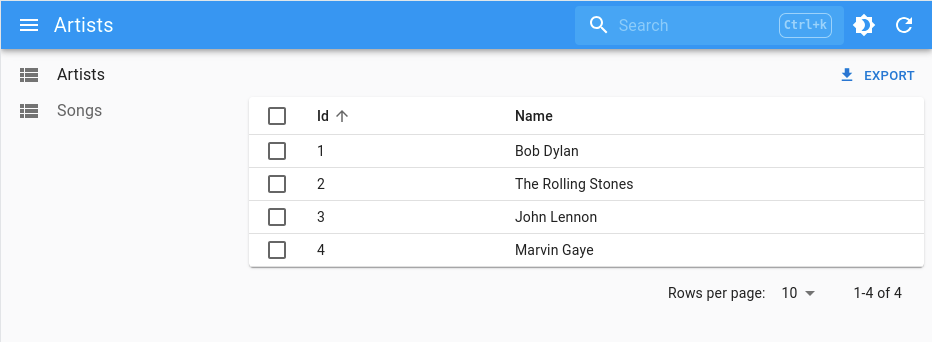 Artists Search Ctrl+k
Artists
Songs
EXPORT
Id Name
1 Bob Dylan
2 The Rolling Stones
3 John Lennon
4 Marvin Gaye
Rows per page: 10 1-4 of 4